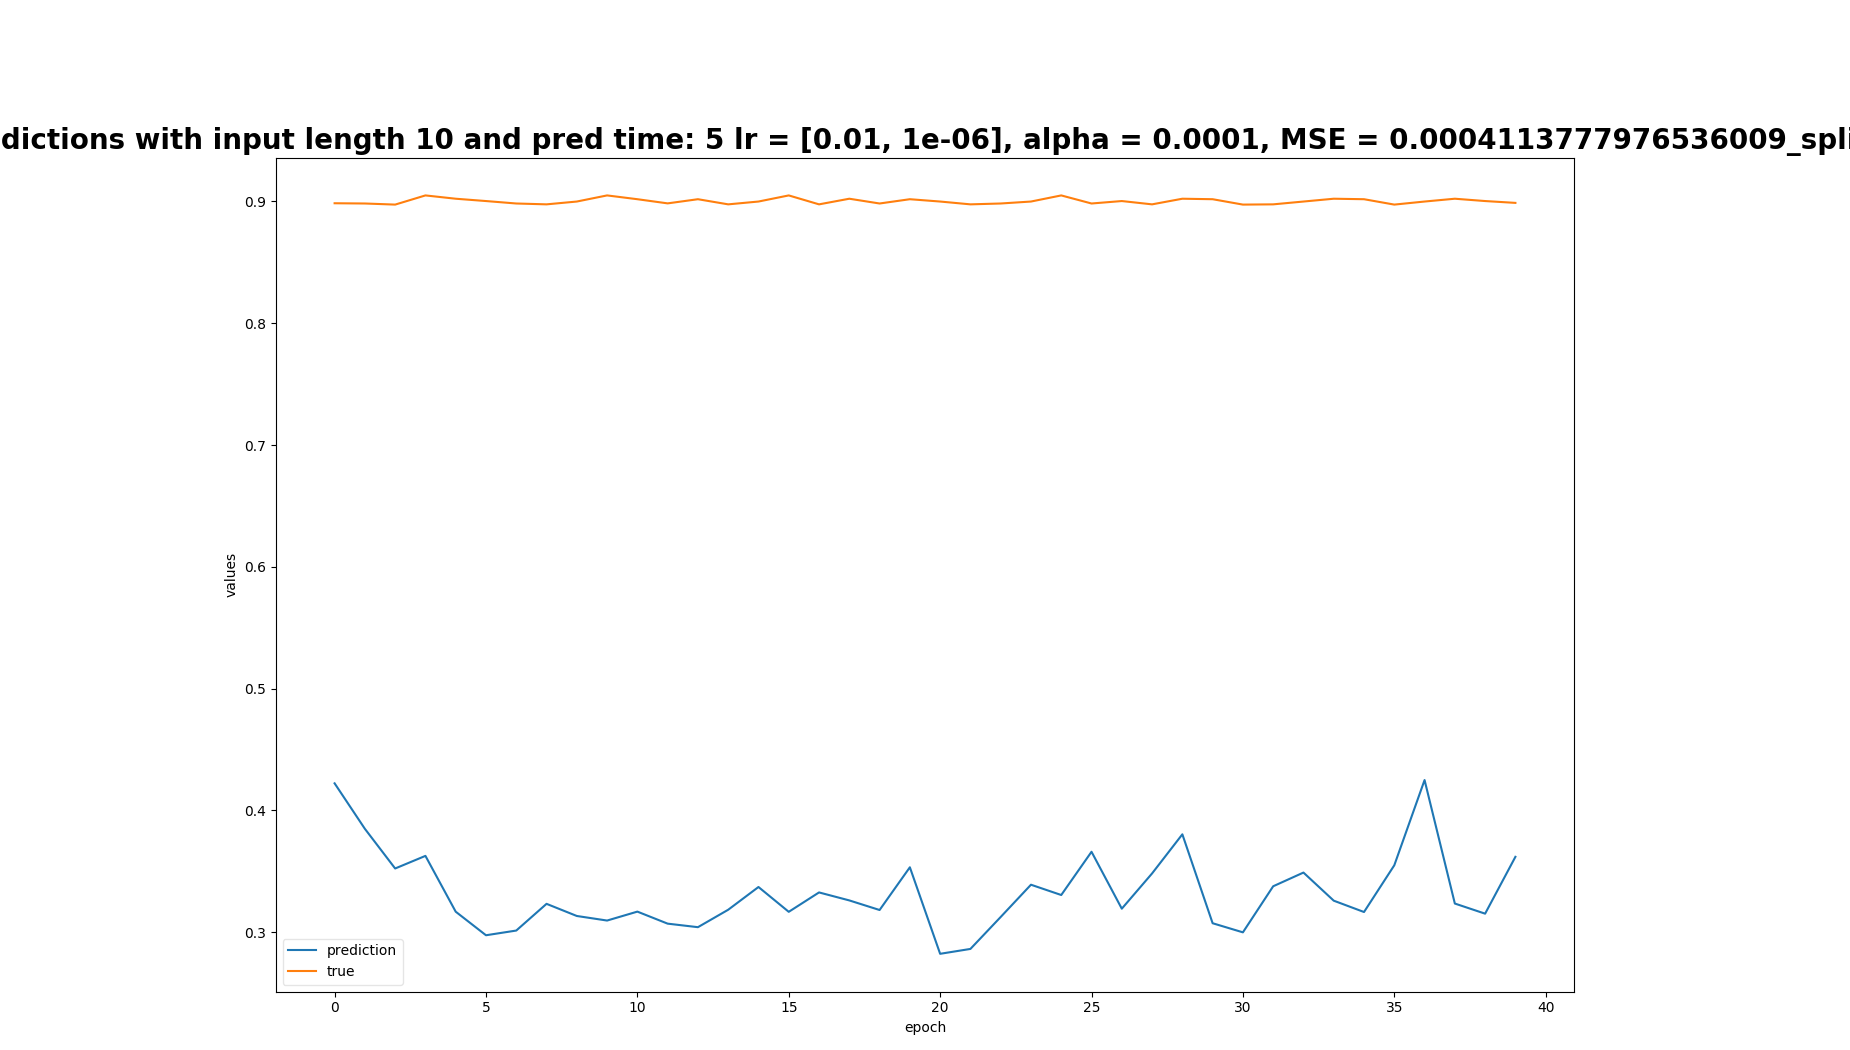 dictions with input length 10 and pred time: 5 lr = [0.01, 1e-06], alpha = 0.0001, MSE = 0.0004113777976536009_spli
0.9
0.8
0.7
0.6
0.5
0.4
0.3
values
prediction
true
0 5 10 15 20 25 30 35 40
epoch